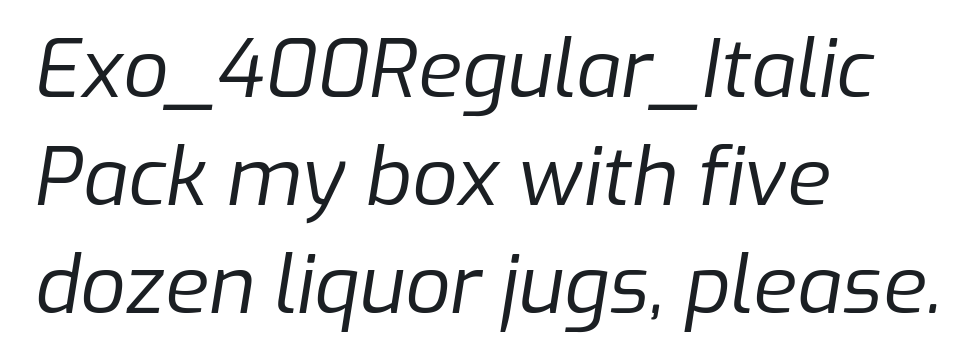 Exo_400Regular_Italic
Pack my box with five
dozen liquor jugs, please.